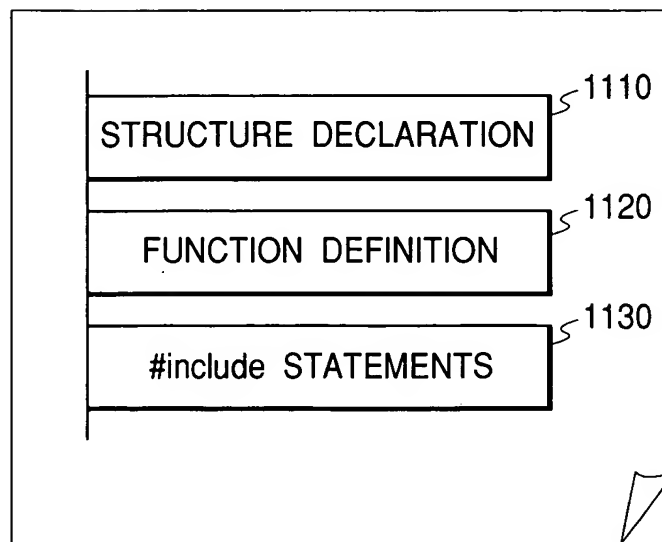 1110
STRUCTURE DECLARATION
1120
FUNCTION DEFINITION
1130
#include STATEMENTS